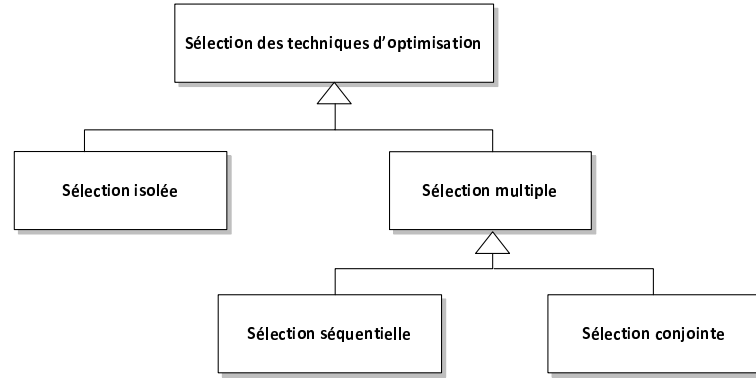 Sélection des techniques d'optimisation
Sélection isolée
Sélection multiple
Sélection séquentielle
Sélection conjointe